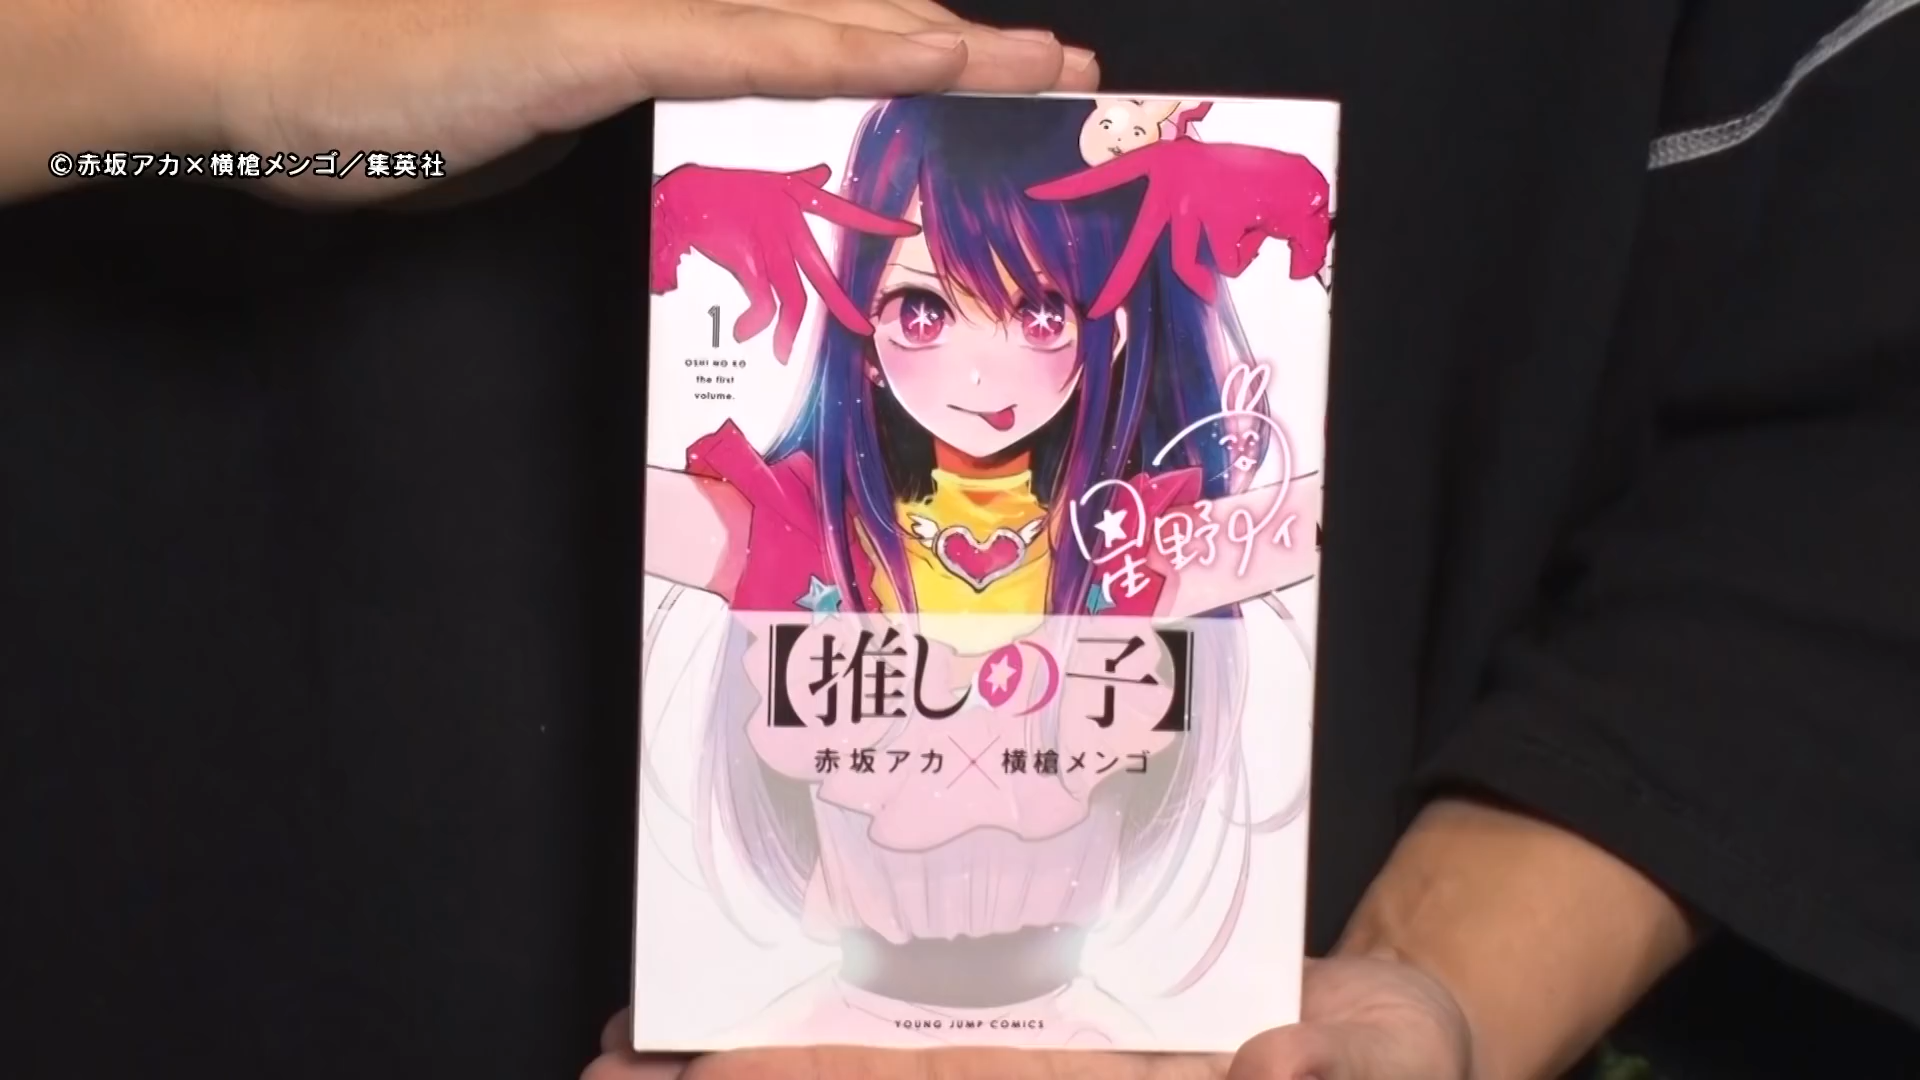 ©赤坂アカ×横槍メンゴ／集英社
1
OSHI NO KO
the first
volume.
星野アイ
【推しの子】
赤坂アカ×横槍メンゴ
YOUNG JUMP COMICS